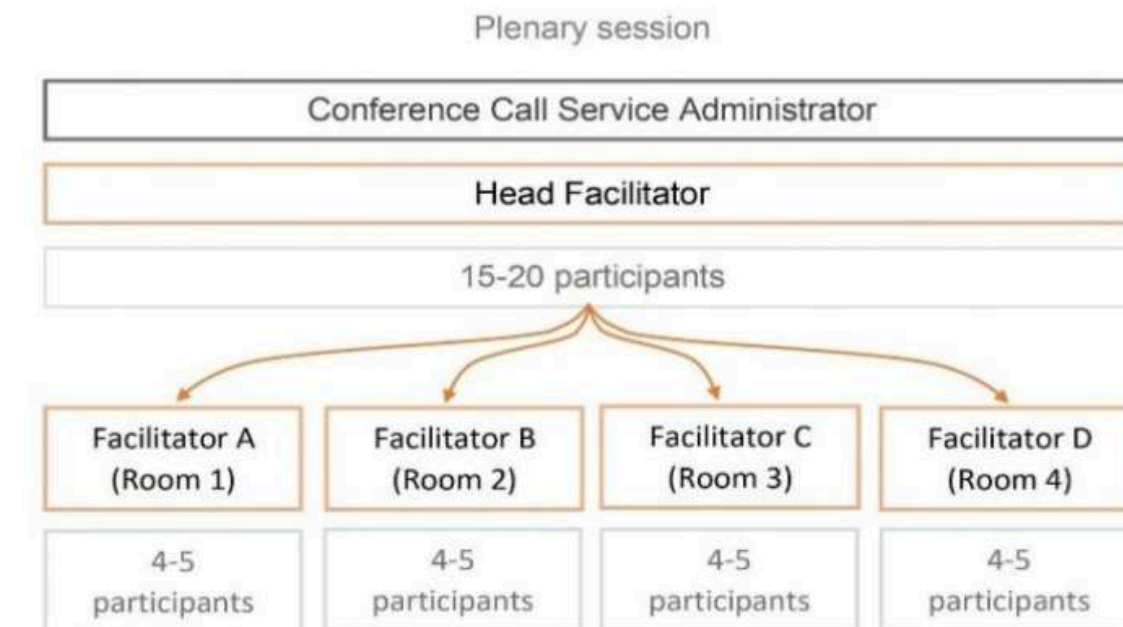 Plenary session
Conference Call Service Administrator
Head Facilitator
15-20 participants
Facilitator A
(Room 1)
Facilitator B
(Room 2)
Facilitator C
(Room 3)
Facilitator D
(Room 4)
4-5
participants
4-5
participants
4-5
participants
4-5
participants